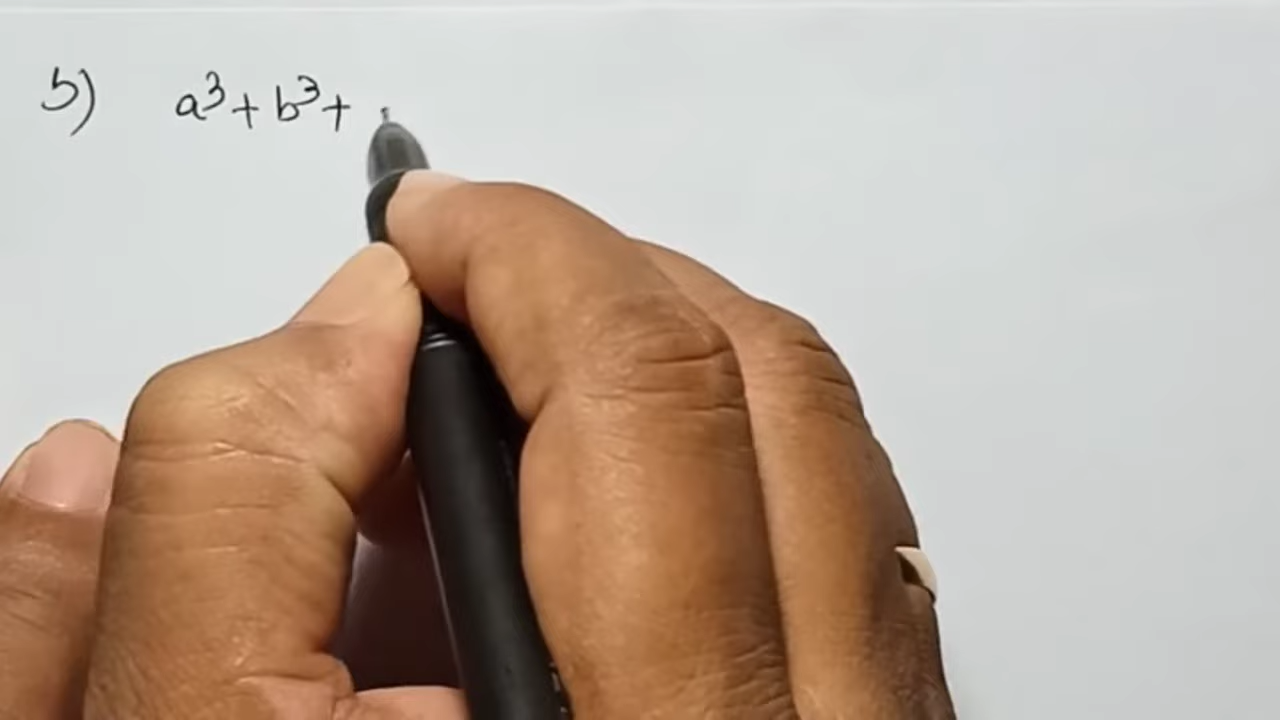 5) a³ + b³ +